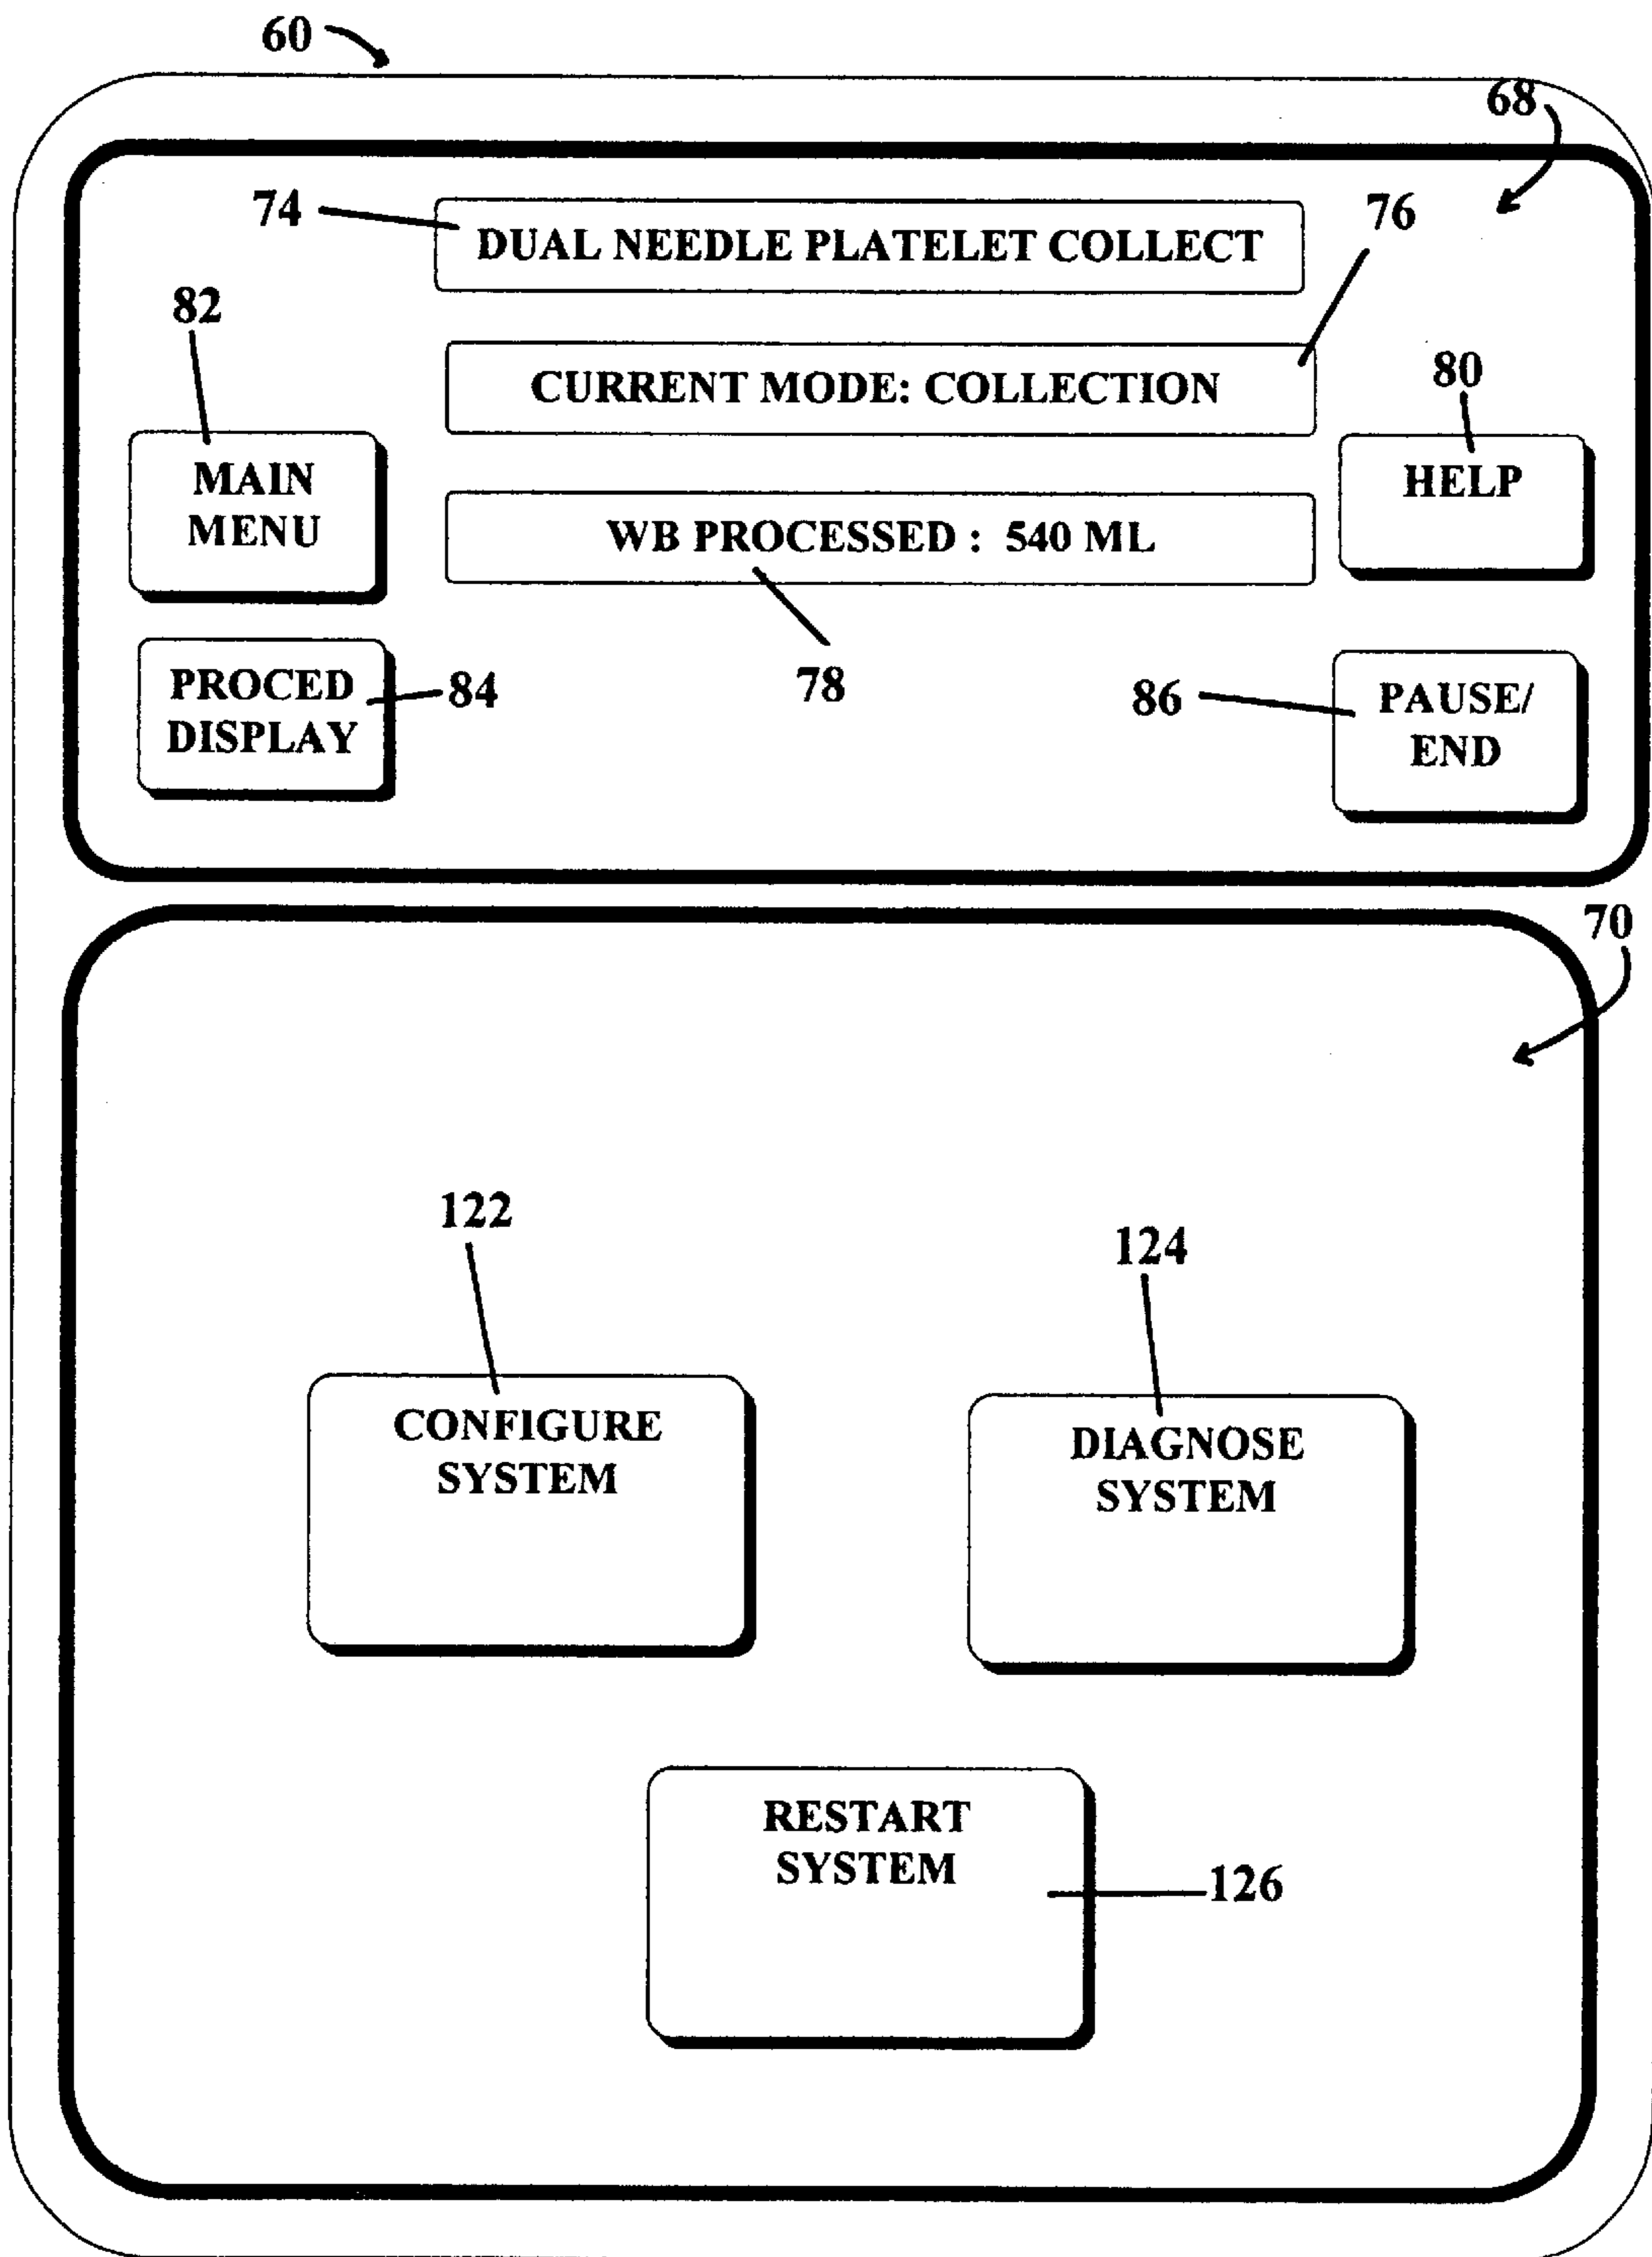 60
68
74
DUAL NEEDLE PLATELET COLLECT
76
82
CURRENT MODE: COLLECTION
80
MAIN
MENU
HELP
WB PROCESSED : 540 ML
78
PROCED
DISPLAY
84
86
PAUSE/
END
70
122
124
CONFIGURE
SYSTEM
DIAGNOSE
SYSTEM
RESTART
SYSTEM
126